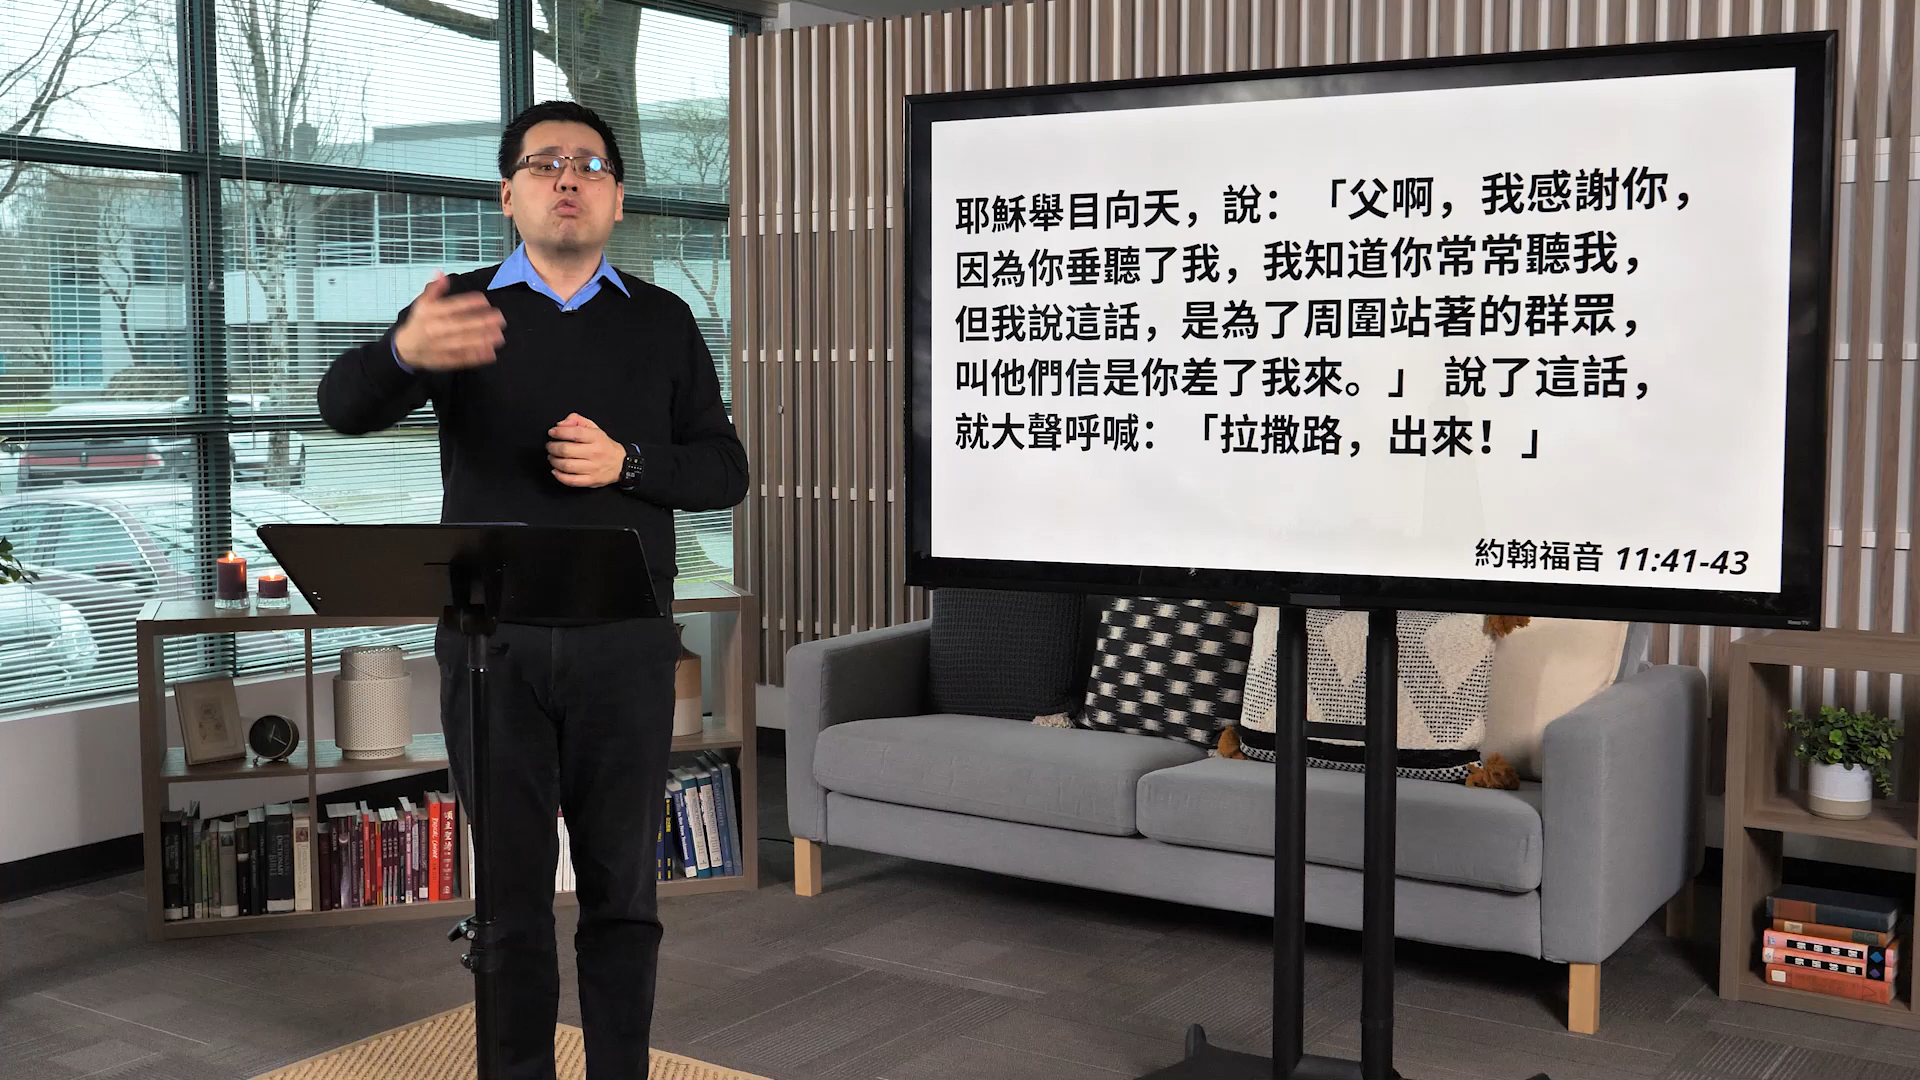 耶穌舉目向天，說：「父啊，我感謝你，
因為你垂聽了我，我知道你常常聽我，
但我說這話，是為了周圍站著的群眾，
叫他們信是你差了我來。」 說了這話，
就大聲呼喊：「拉撒路，出來！」
約翰福音 11:41-43